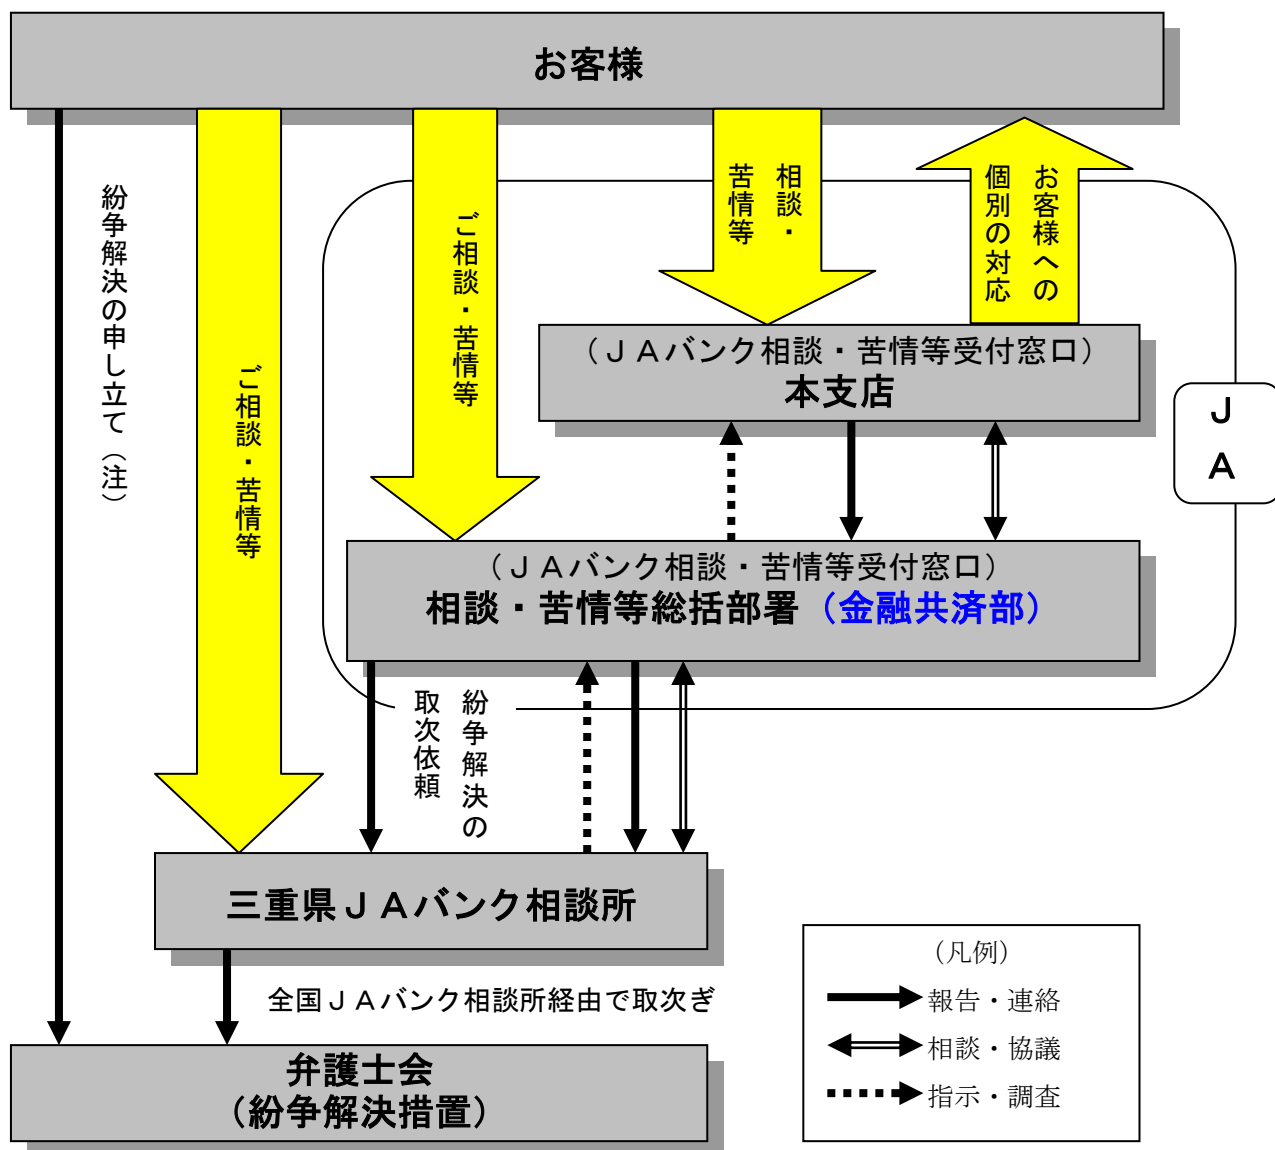 お客様
紛争解決の申し立て（注）
ご相談・苦情等
ご相談・苦情等
相談・
苦情等
お客様への
個別の対応
（ＪＡバンク相談・苦情等受付窓口）
本支店
Ｊ
Ａ
（ＪＡバンク相談・苦情等受付窓口）
相談・苦情等総括部署（金融共済部）
紛争解決の
取次依頼
三重県ＪＡバンク相談所
全国ＪＡバンク相談所経由で取次ぎ
弁護士会
（紛争解決措置）
（凡例）
報告・連絡
相談・協議
指示・調査